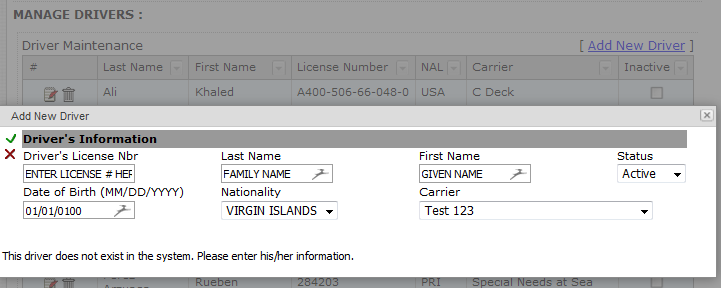 MANAGE DRIVERS :
Driver Maintenance [ Add New Driver ]
# Last Name First Name License Number NAL Carrier Inactive
Ali Khaled A400-506-66-048-0 USA C Deck
Add New Driver
Driver's Information
Driver's License Nbr Last Name First Name Status
ENTER LICENSE # HER FAMILY NAME GIVEN NAME Active
Date of Birth (MM/DD/YYYY) Nationality Carrier
01/01/0100 VIRGIN ISLANDS Test 123
This driver does not exist in the system. Please enter his/her information.
Rueben 284203 PRI Special Needs at Sea